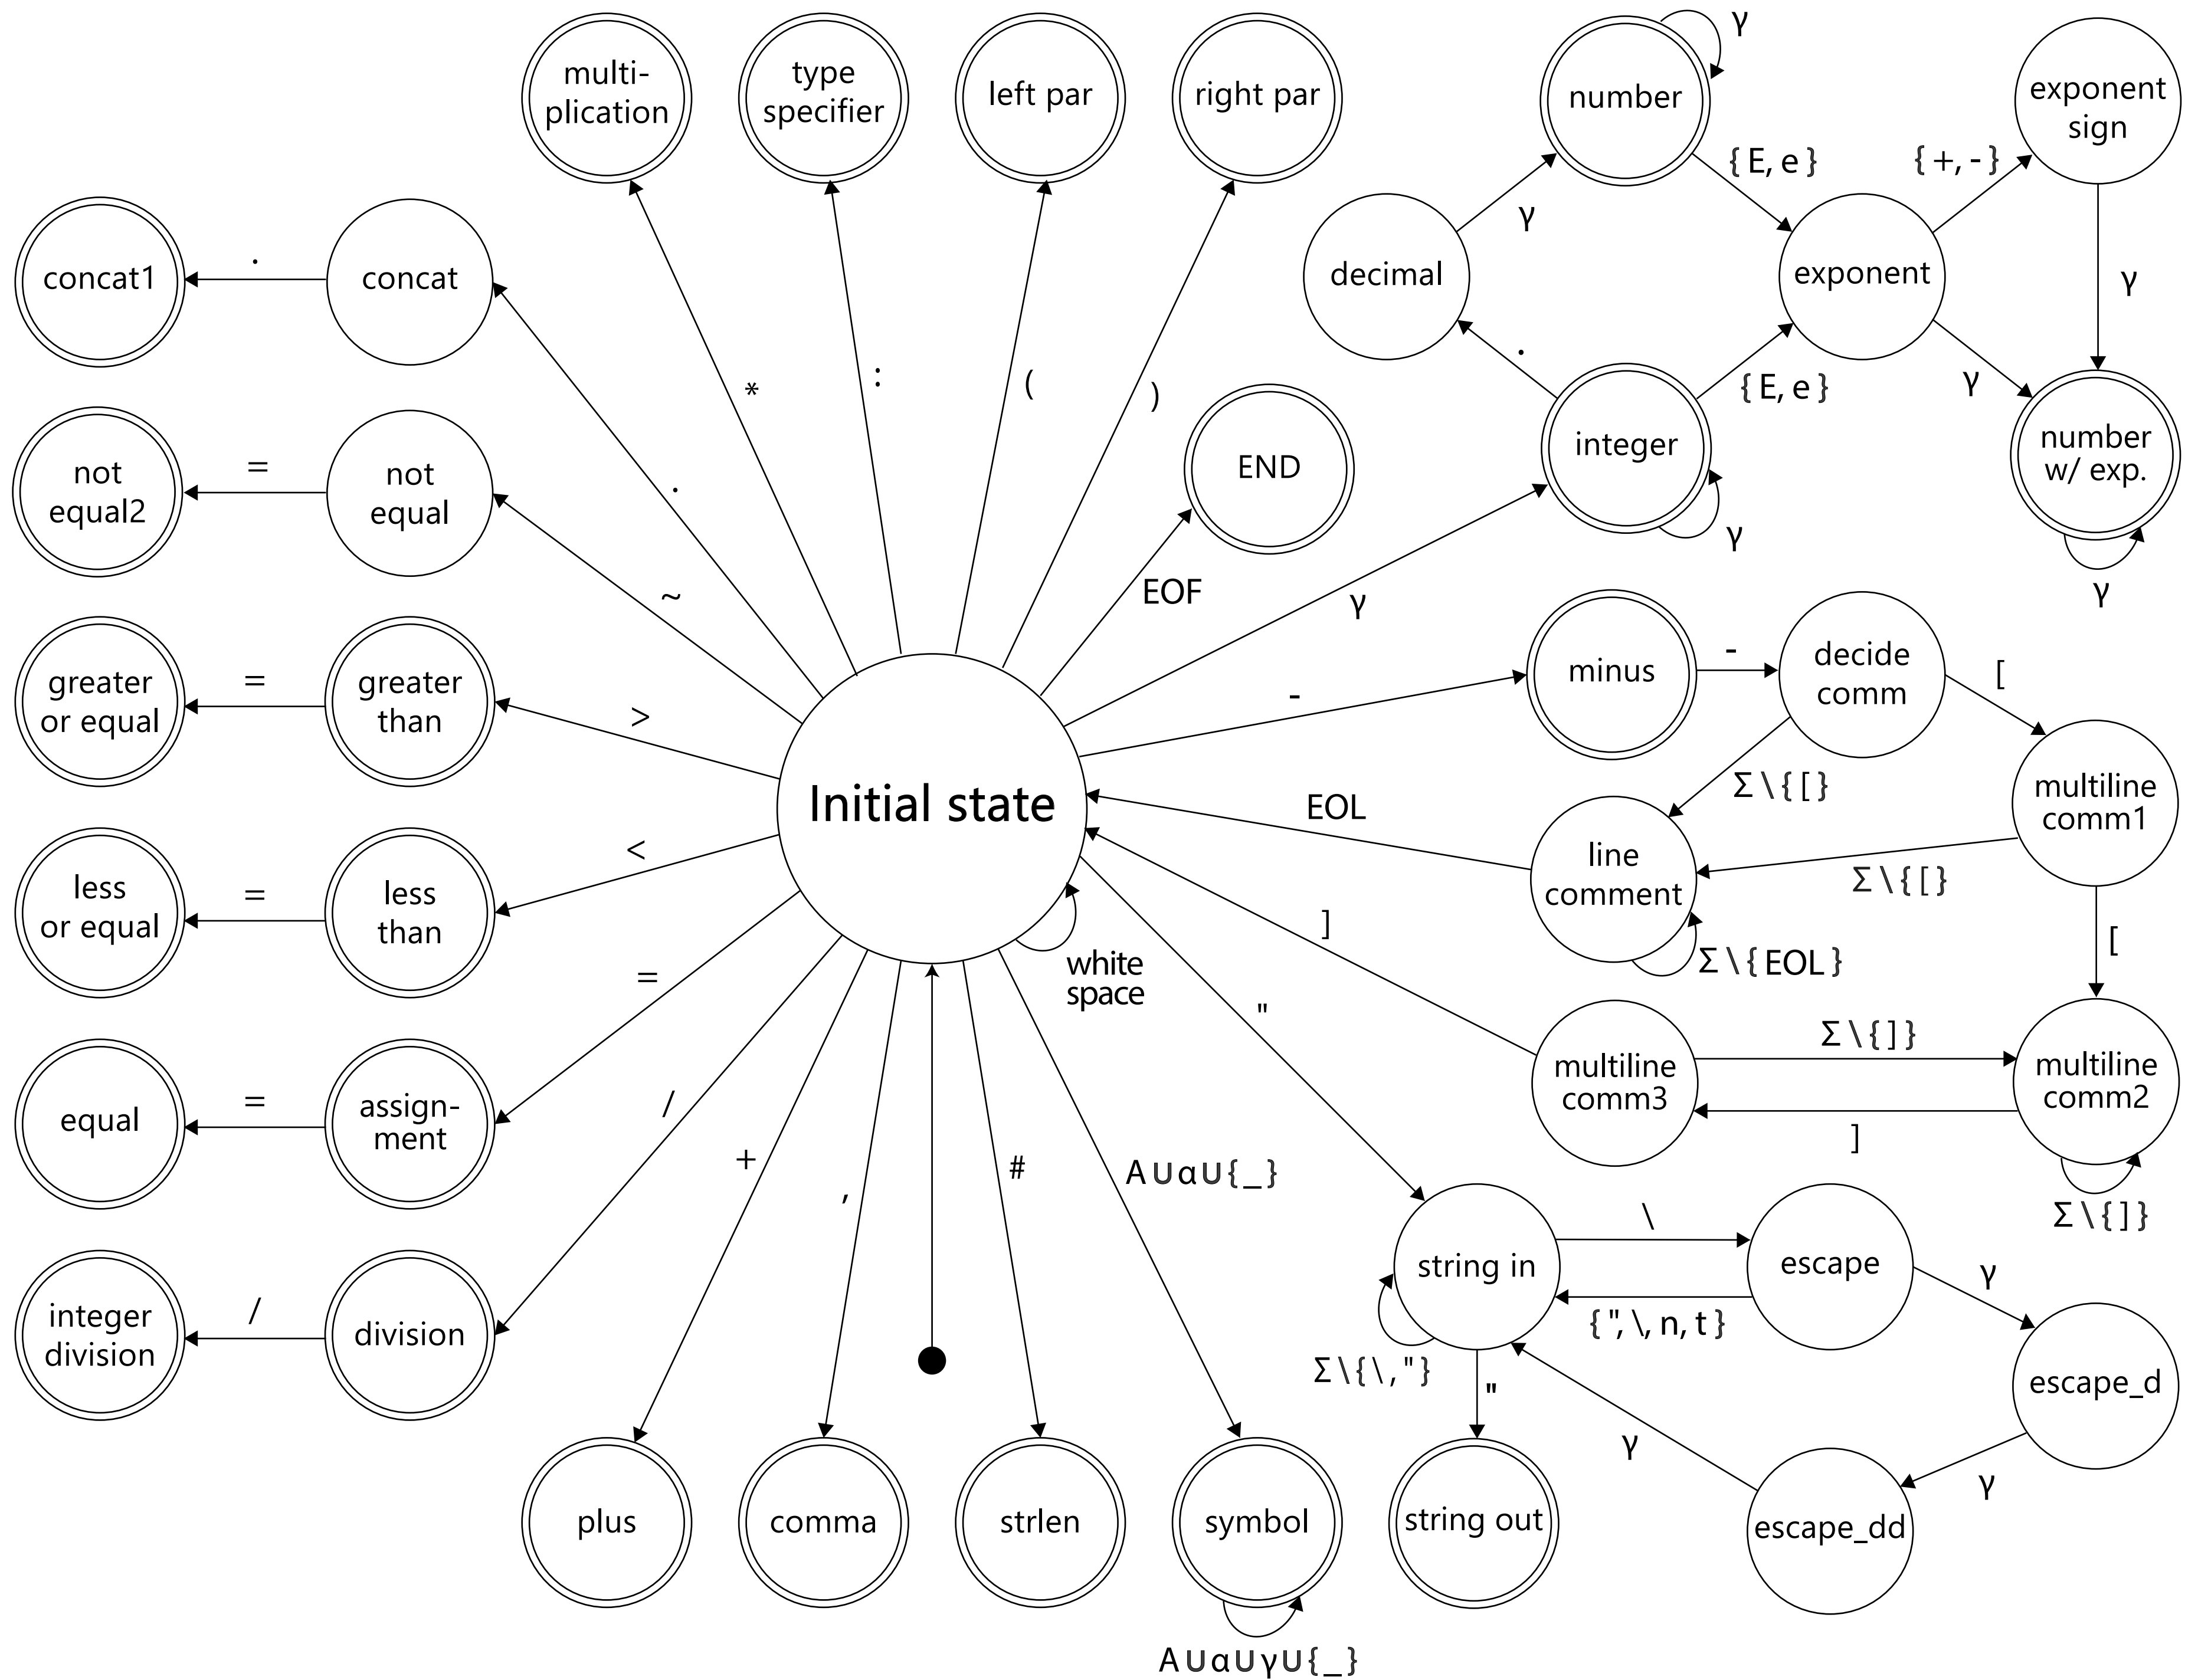 multi-
plication
type
specifier
left par
right par
number
γ
exponent
sign
{ E, e }
{ +, - }
γ
decimal
exponent
concat1
.
concat
γ
.
{ E, e }
γ
*
:
(
)
not
equal2
=
not
equal
.
~
END
EOF
integer
γ
γ
number
w/ exp.
γ
greater
or equal
=
greater
than
>
-
minus
-
decide
comm
[
Initial state
Σ \ { [ }
multiline
comm1
EOL
line
comment
Σ \ { [ }
[
Σ \ { EOL }
less
or equal
=
less
than
<
]
white
space
"
multiline
comm3
Σ \ { ] }
]
multiline
comm2
Σ \ { ] }
equal
=
assign-
ment
=
/
+
,
#
A ∪ α ∪ { _ }
string in
\
{ ", \, n, t }
escape
γ
Σ \ { \ , " }
"
escape_d
integer
division
/
division
γ
γ
plus
comma
strlen
symbol
string out
escape_dd
A ∪ α ∪ γ ∪ { _ }